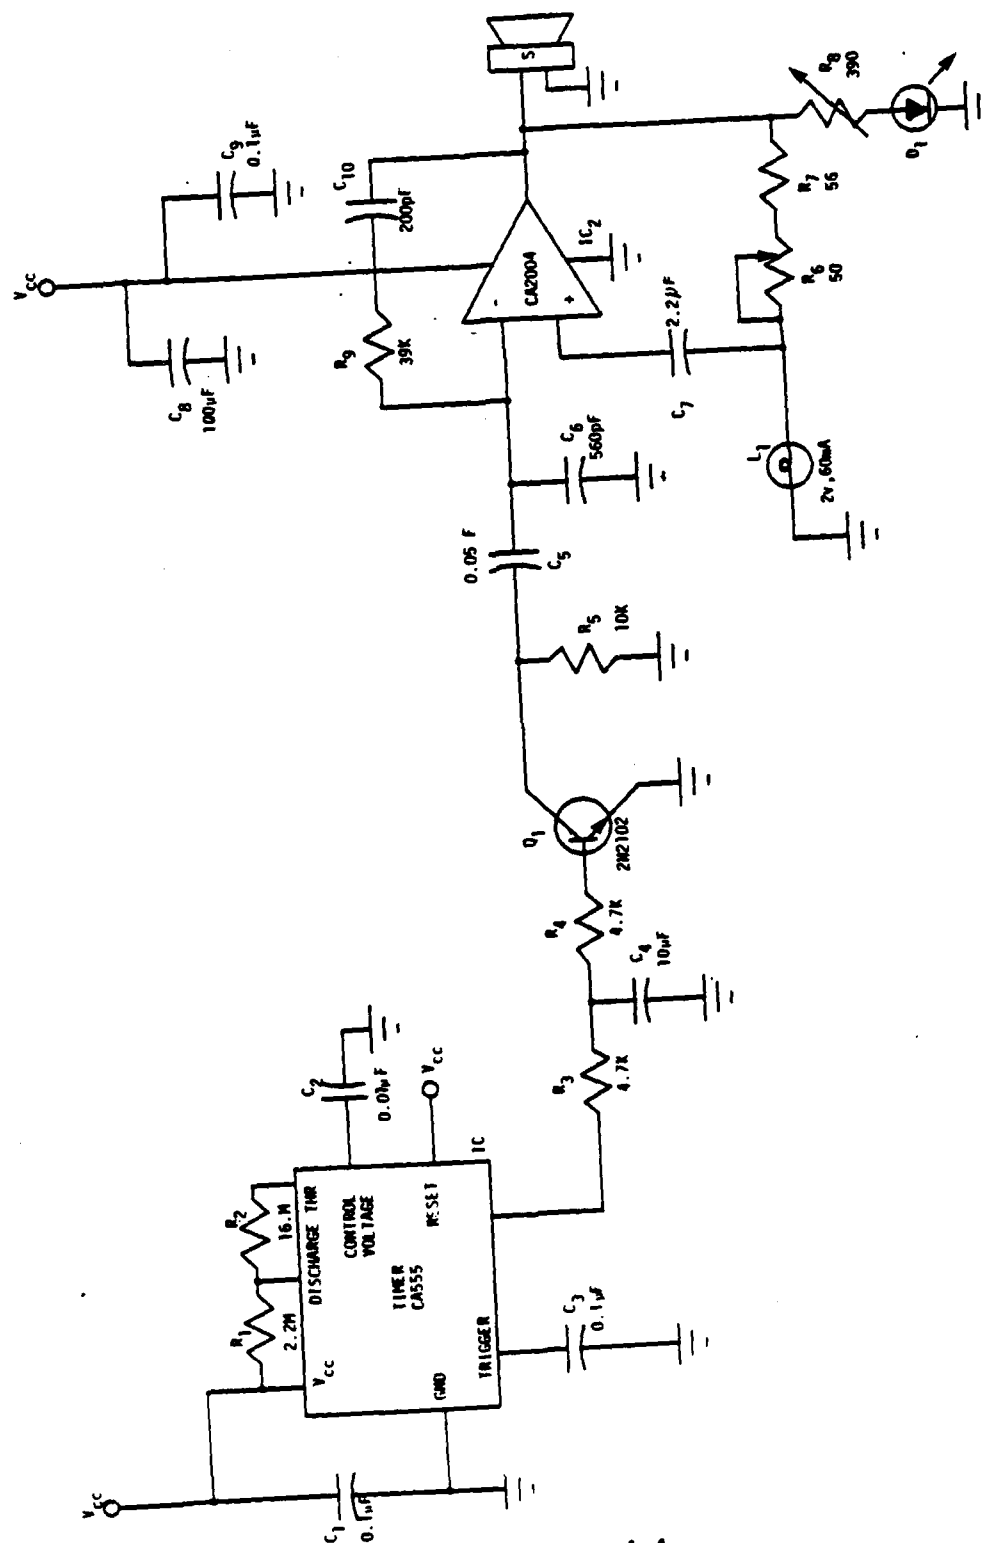 VCC
C1
0.1µF
VCC
R1
2.2M
R2
16.M
DISCHARGE THR
CONTROL
VOLTAGE
TIMER
CA555
RESET
GND
TRIGGER
IC
C2
0.01µF
VCC
C3
0.1µF
R3
4.7K
C4
10µF
R4
4.7K
Q1
2N2102
R5
10K
0.05 F
C5
C6
560pF
R9
39K
C10
200pF
VCC
C8
100µF
C9
0.1µF
-
+
CA2004
IC2
S
C7
2.2µF
L1
2v,60mA
R6
50
R7
56
R8
390
D1